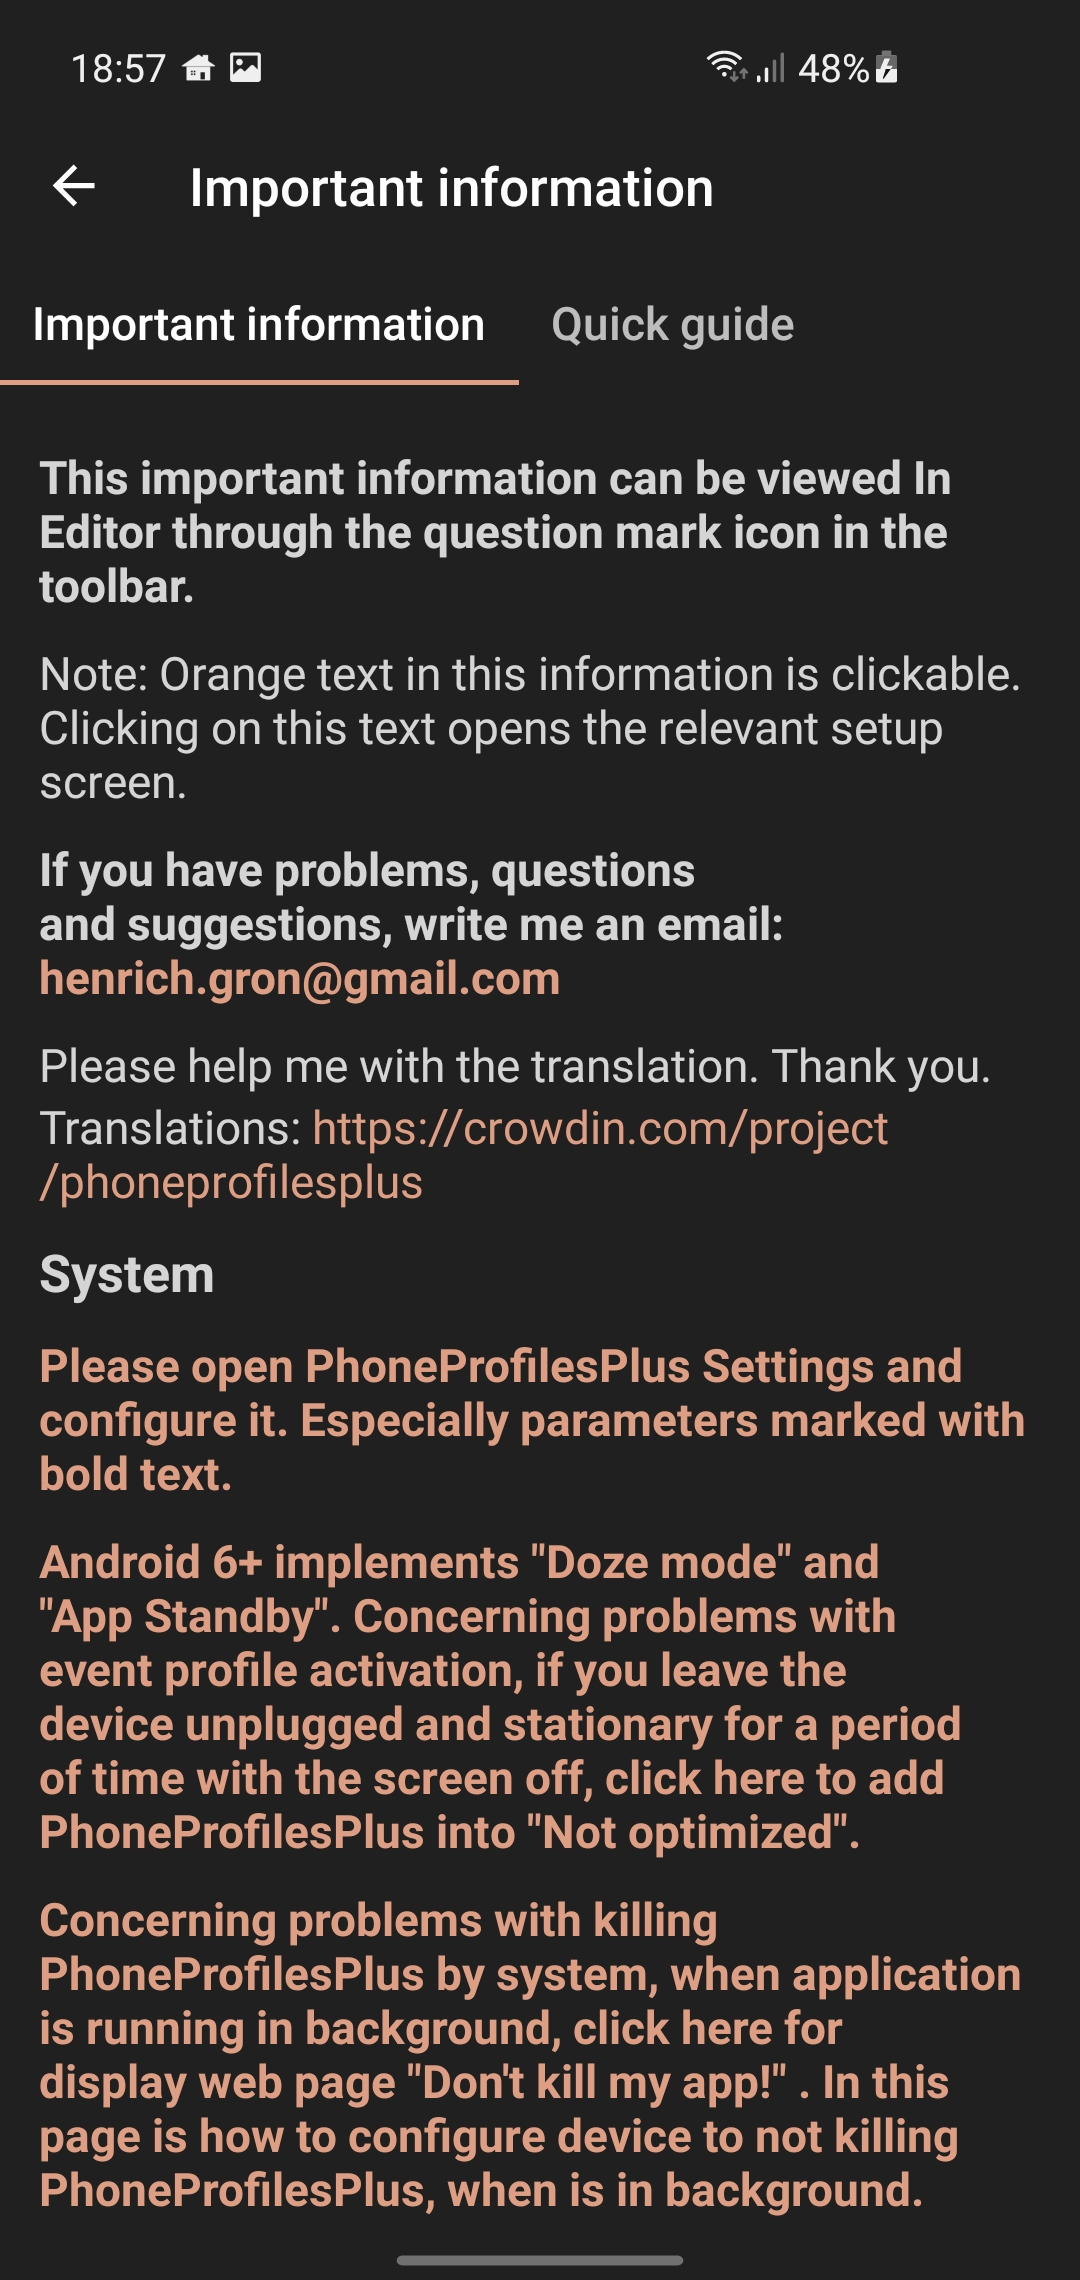 18:57 48%
Important information
Important information Quick guide
This important information can be viewed In
Editor through the question mark icon in the
toolbar.
Note: Orange text in this information is clickable.
Clicking on this text opens the relevant setup
screen.
If you have problems, questions
and suggestions, write me an email:
henrich.gron@gmail.com
Please help me with the translation. Thank you.
Translations: https://crowdin.com/project
/phoneprofilesplus
System
Please open PhoneProfilesPlus Settings and
configure it. Especially parameters marked with
bold text.
Android 6+ implements "Doze mode" and
"App Standby". Concerning problems with
event profile activation, if you leave the
device unplugged and stationary for a period
of time with the screen off, click here to add
PhoneProfilesPlus into "Not optimized".
Concerning problems with killing
PhoneProfilesPlus by system, when application
is running in background, click here for
display web page "Don't kill my app!" . In this
page is how to configure device to not killing
PhoneProfilesPlus, when is in background.